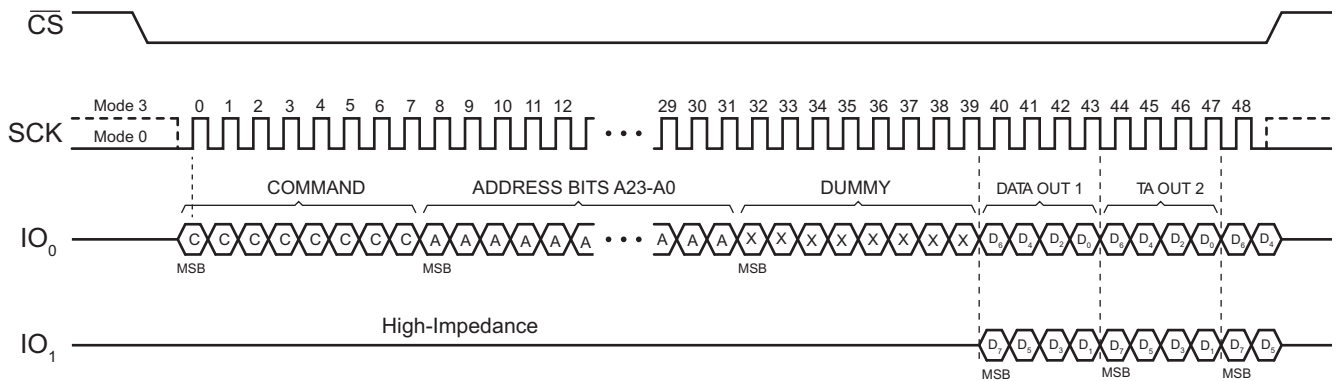 CS
Mode 3
0 1 2 3 4 5 6 7 8 9 10 11 12 29 30 31 32 33 34 35 36 37 38 39 40 41 42 43 44 45 46 47 48
SCK
Mode 0
• • •
COMMAND ADDRESS BITS A23-A0 DUMMY DATA OUT 1 TA OUT 2
IO0 C C C C C C C C A A A A A A • • • A A A X X X X X X X X D6 D4 D2 D0 D6 D4 D2 D0 D6 D4
MSB MSB MSB
High-Impedance
IO1 D7 D5 D3 D1 D7 D5 D3 D1 D7 D5
MSB MSB MSB